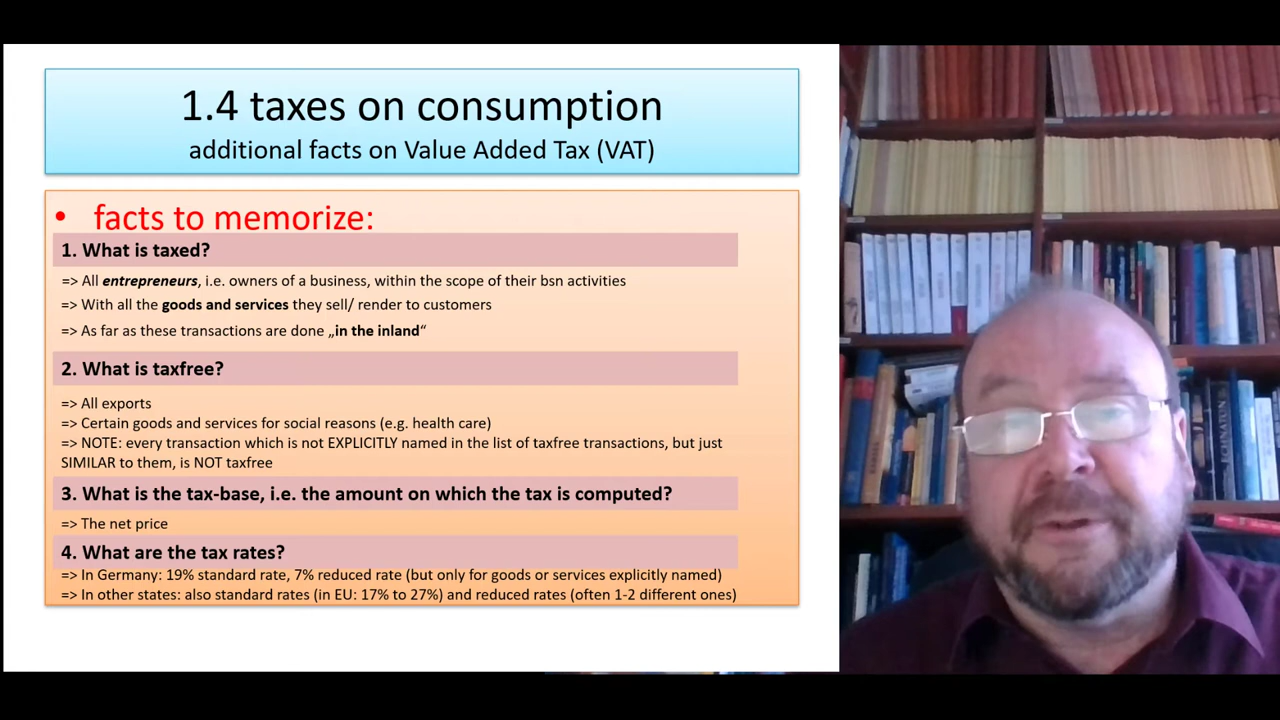 1.4 taxes on consumption
additional facts on Value Added Tax (VAT)
• facts to memorize:
1. What is taxed?
=> All entrepreneurs, i.e. owners of a business, within the scope of their bsn activities
=> With all the goods and services they sell/ render to customers
=> As far as these transactions are done „in the inland“
2. What is taxfree?
=> All exports
=> Certain goods and services for social reasons (e.g. health care)
=> NOTE: every transaction which is not EXPLICITLY named in the list of taxfree transactions, but just
SIMILAR to them, is NOT taxfree
3. What is the tax-base, i.e. the amount on which the tax is computed?
=> The net price
4. What are the tax rates?
=> In Germany: 19% standard rate, 7% reduced rate (but only for goods or services explicitly named)
=> In other states: also standard rates (in EU: 17% to 27%) and reduced rates (often 1-2 different ones)
ECHNATON